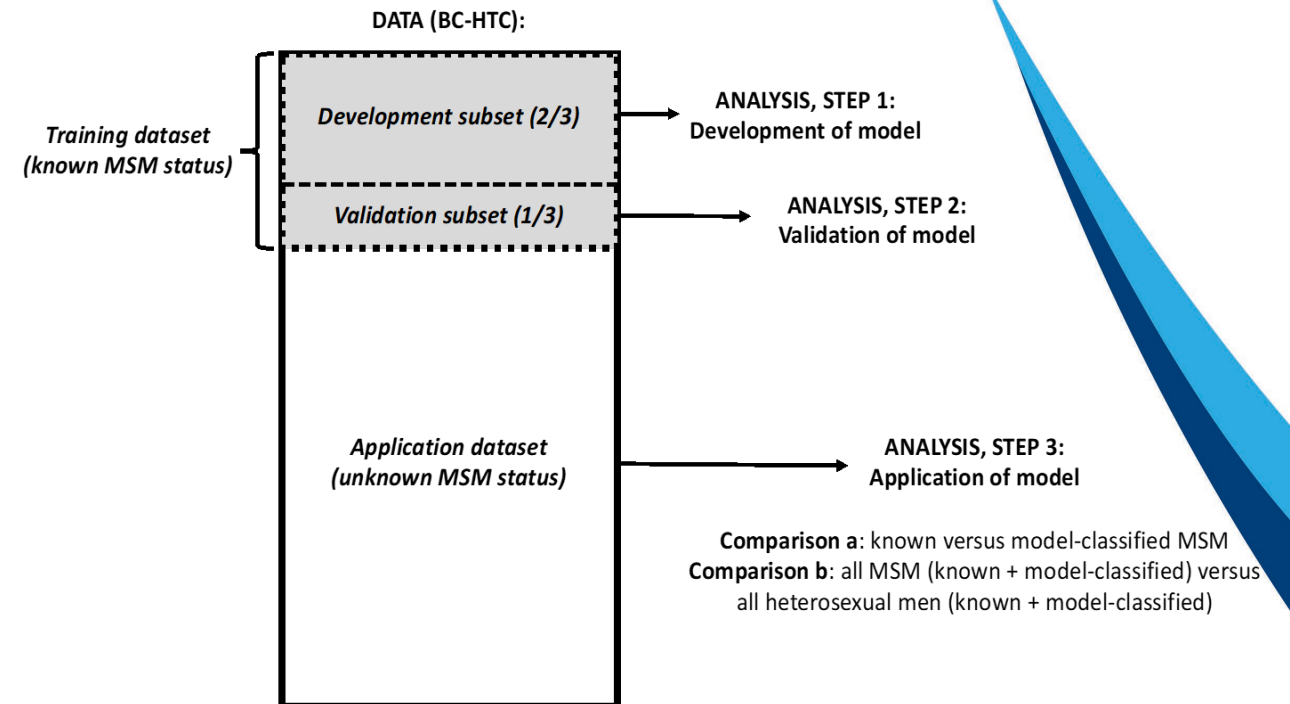 DATA (BC-HTC):
Training dataset
(known MSM status)
Development subset (2/3)
ANALYSIS, STEP 1:
Development of model
Validation subset (1/3)
ANALYSIS, STEP 2:
Validation of model
Application dataset
(unknown MSM status)
ANALYSIS, STEP 3:
Application of model
Comparison a: known versus model-classified MSM
Comparison b: all MSM (known + model-classified) versus
all heterosexual men (known + model-classified)